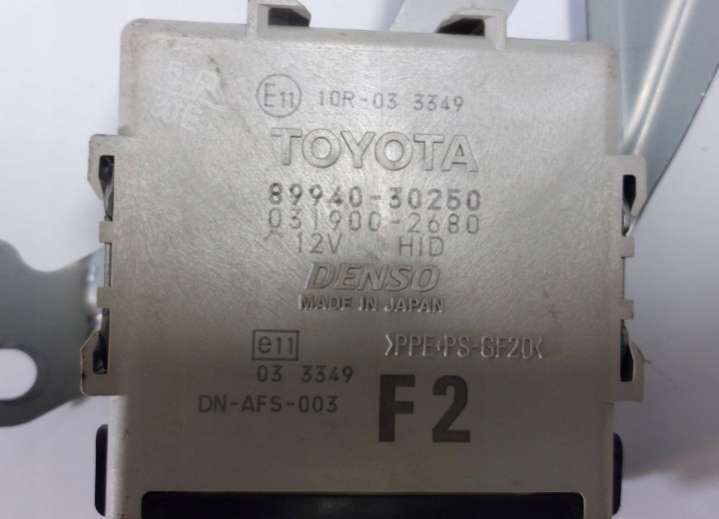 E11 10R-03 3349
TOYOTA
89940-30250
031900-2680
12V HID
DENSO
MADE IN JAPAN
e11 >PPE+PS-GF20<
03 3349
DN-AFS-003 F2